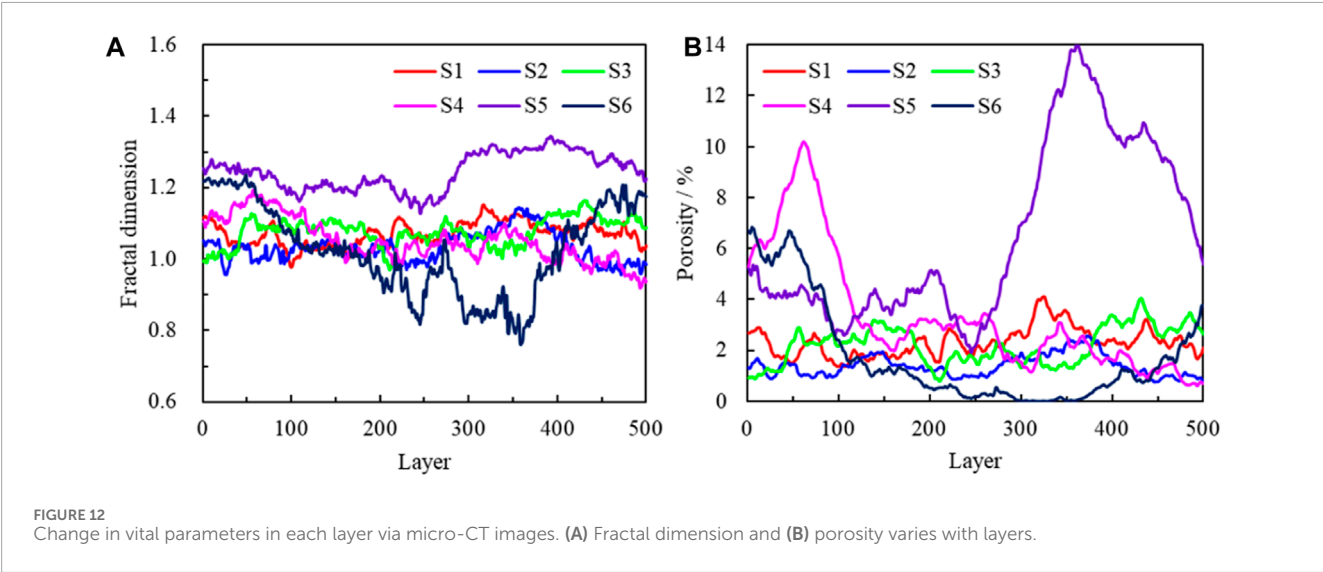 A
1.6
1.4
1.2
1.0
0.8
0.6
Fractal dimension
S1 S2 S3
S4 S5 S6
0 100 200 300 400 500
Layer
B
14
12
10
8
6
4
2
0
Porosity / %
S1 S2 S3
S4 S5 S6
0 100 200 300 400 500
Layer
FIGURE 12
Change in vital parameters in each layer via micro-CT images. (A) Fractal dimension and (B) porosity varies with layers.